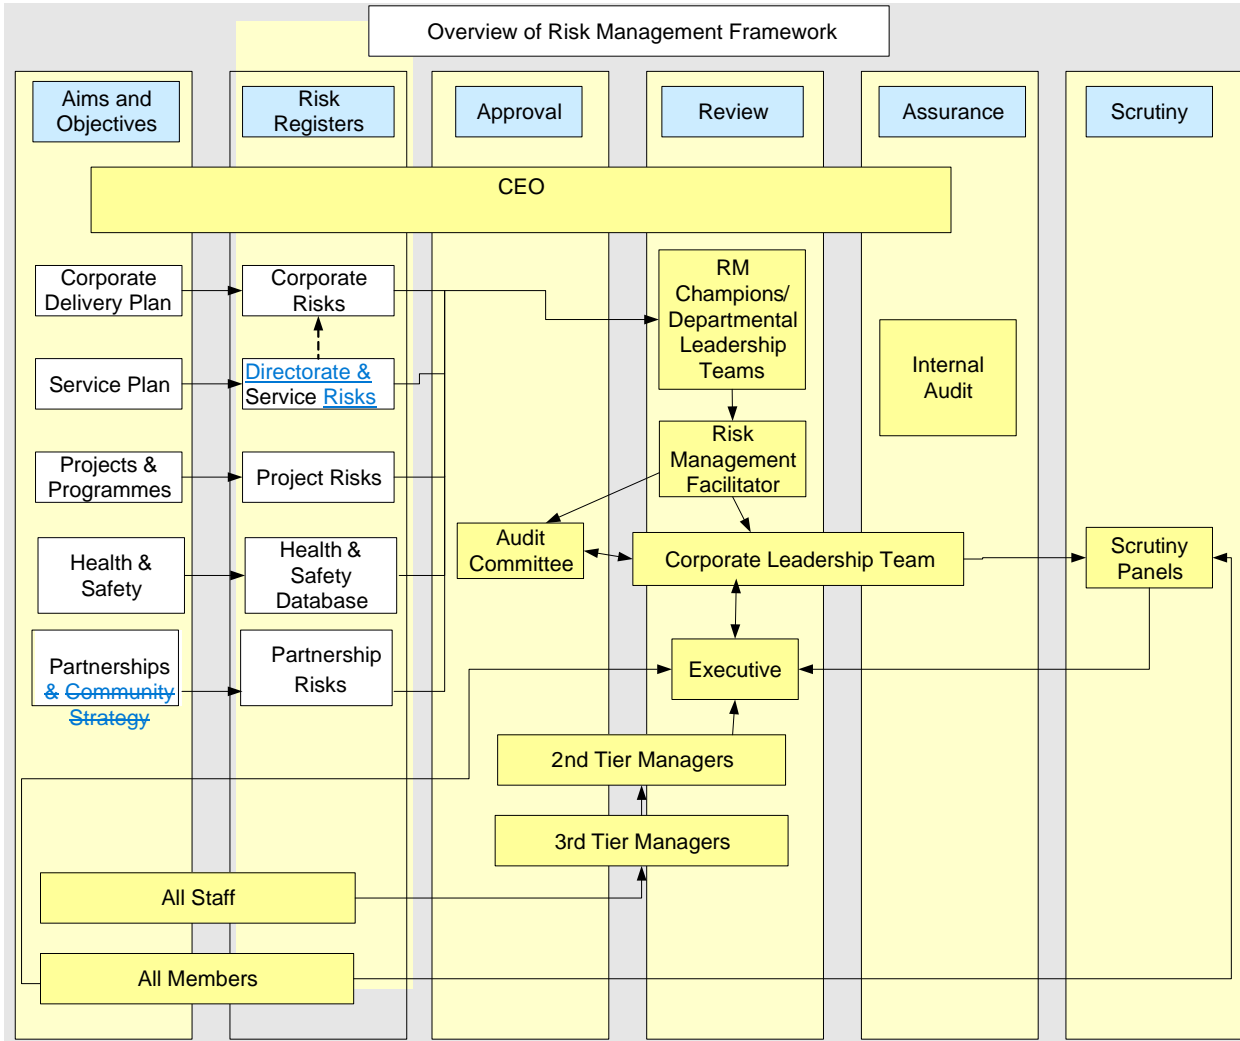 Overview of Risk Management Framework
Aims and
Objectives
Risk
Registers
Approval
Review
Assurance
Scrutiny
CEO
Corporate
Delivery Plan
Corporate
Risks
RM
Champions/
Departmental
Leadership
Teams
Service Plan
Directorate &
Service Risks
Internal
Audit
Projects &
Programmes
Project Risks
Risk
Management
Facilitator
Health &
Safety
Health &
Safety
Database
Audit
Committee
Corporate Leadership Team
Scrutiny
Panels
Partnerships
& Community
Strategy
Partnership
Risks
Executive
2nd Tier Managers
3rd Tier Managers
All Staff
All Members